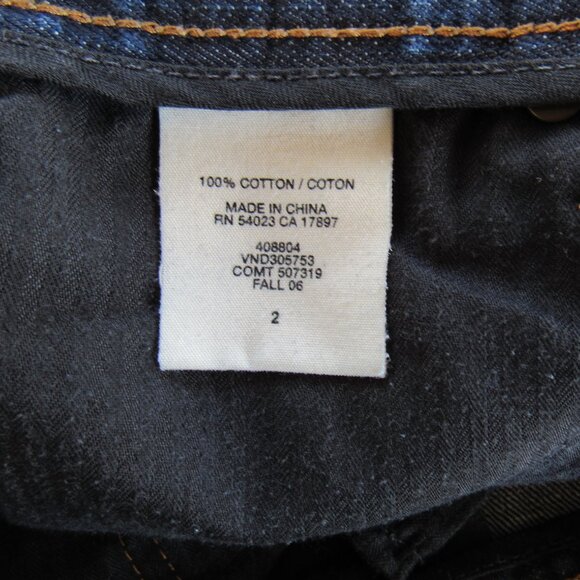 100% COTTON / COTON
MADE IN CHINA
RN 54023 CA 17897
408804
VND305753
COMT 507319
FALL 06
2